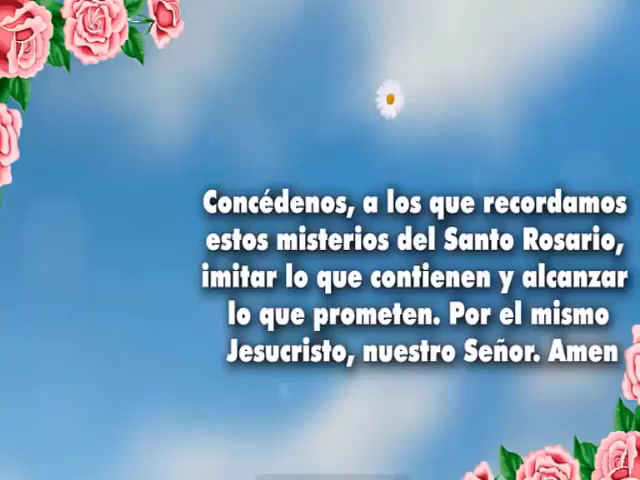 Concédenos, a los que recordamos
estos misterios del Santo Rosario,
imitar lo que contienen y alcanzar
lo que prometen. Por el mismo
Jesucristo, nuestro Señor. Amen